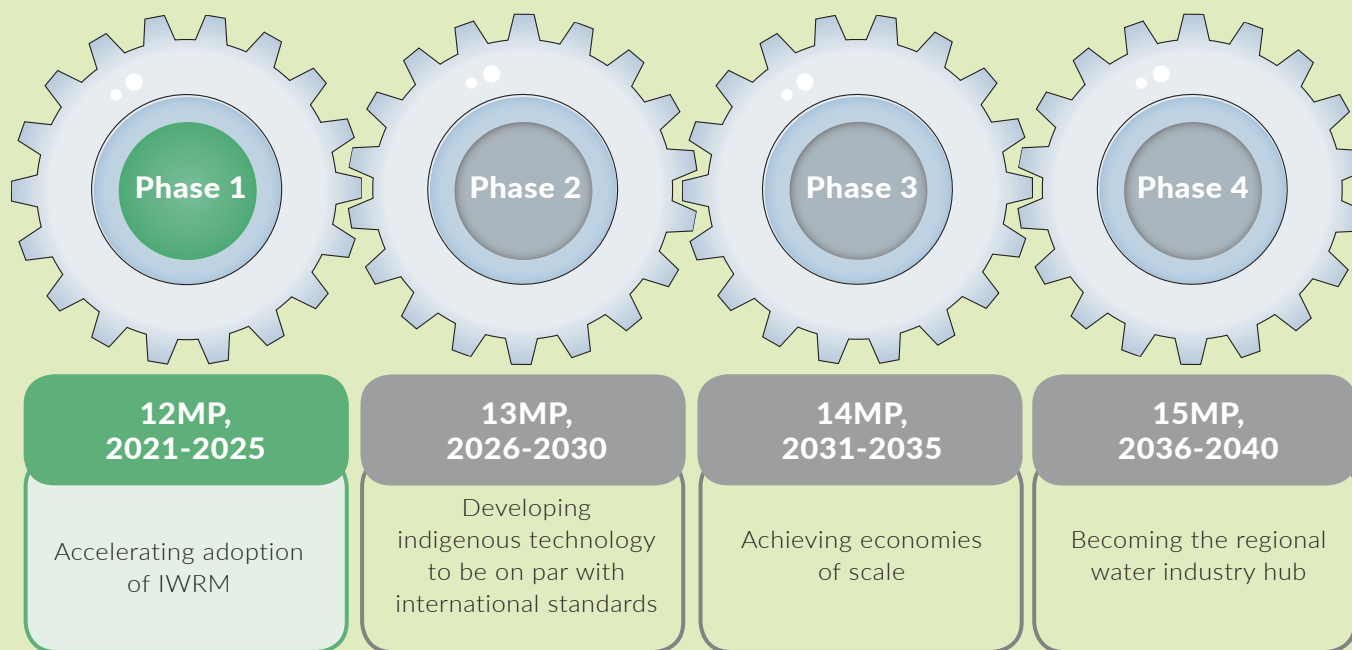 Phase 1
Phase 2
Phase 3
Phase 4
12MP,
2021-2025
13MP,
2026-2030
14MP,
2031-2035
15MP,
2036-2040
Accelerating adoption
of IWRM
Developing
indigenous technology
to be on par with
international standards
Achieving economies
of scale
Becoming the regional
water industry hub